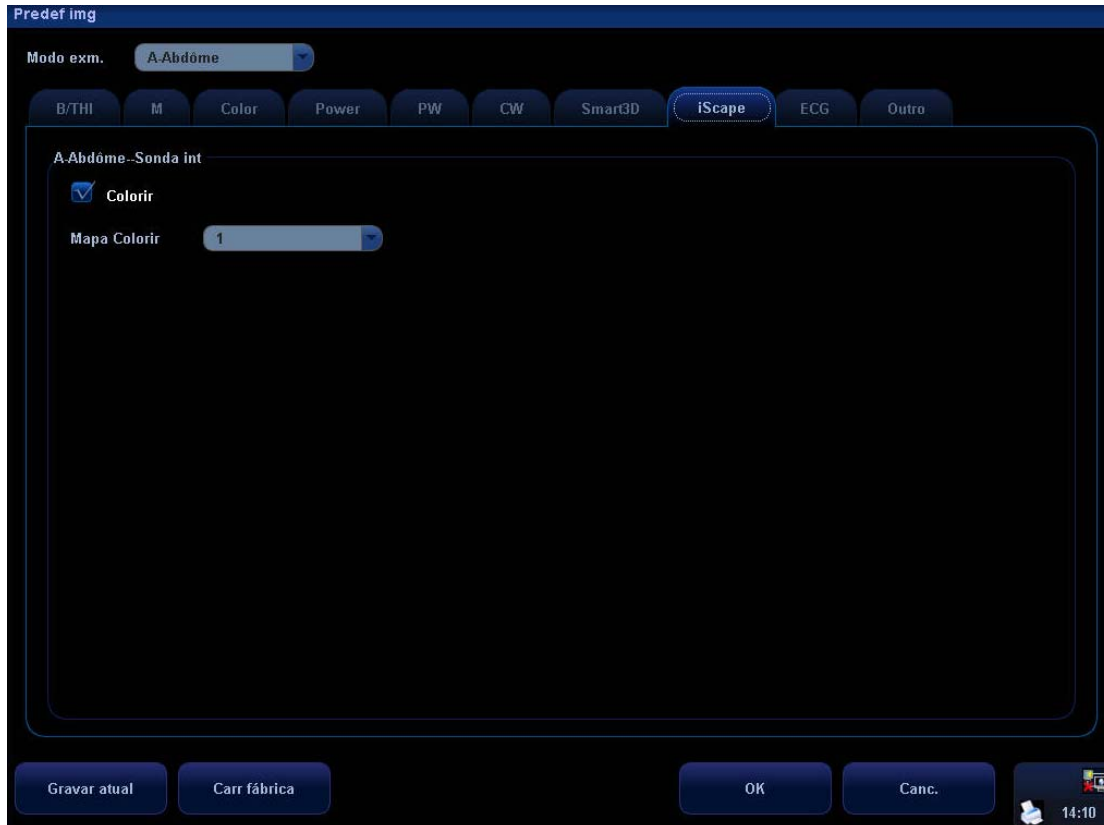 Predef img
Modo exm. A-Abdôme
B/THI M Color Power PW CW Smart3D iScape ECG Outro
A-Abdôme--Sonda int
Colorir
Mapa Colorir 1
Gravar atual Carr fábrica OK Canc.
14:10